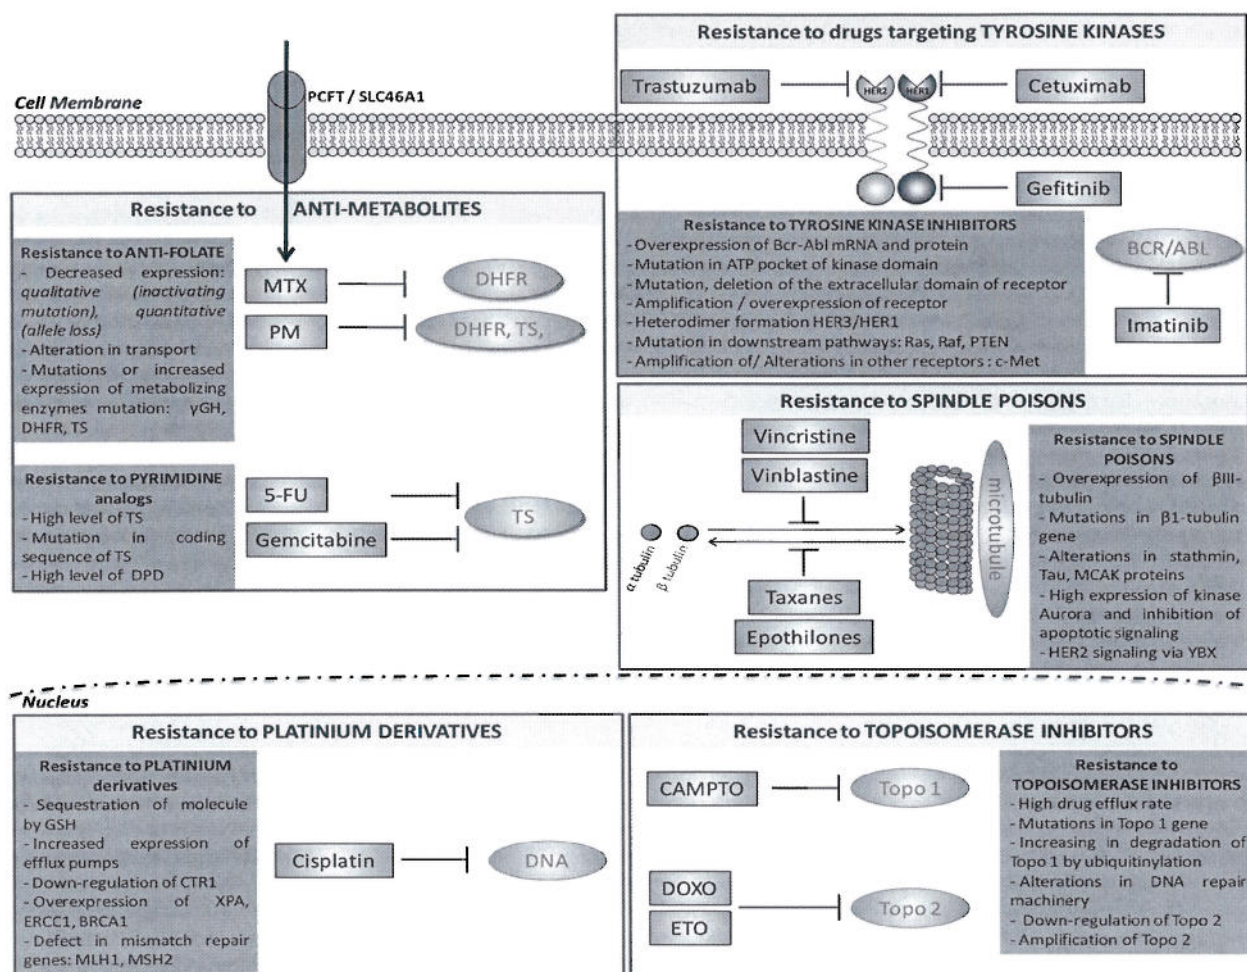 Cell Membrane
PCFT / SLC46A1
Resistance to ANTI-METABOLITES
Resistance to ANTI-FOLATE
- Decreased expression:
qualitative (inactivating
mutation), quantitative
(allele loss)
- Alteration in transport
- Mutations or increased
expression of metabolizing
enzymes mutation: γGH,
DHFR, TS
MTX
DHFR
PM
DHFR, TS,
Resistance to PYRIMIDINE
analogs
- High level of TS
- Mutation in coding
sequence of TS
- High level of DPD
5-FU
Gemcitabine
TS
Resistance to drugs targeting TYROSINE KINASES
Trastuzumab
HER2
HER1
Cetuximab
Gefitinib
Resistance to TYROSINE KINASE INHIBITORS
- Overexpression of Bcr-Abl mRNA and protein
- Mutation in ATP pocket of kinase domain
- Mutation, deletion of the extracellular domain of receptor
- Amplification / overexpression of receptor
- Heterodimer formation HER3/HER1
- Mutation in downstream pathways: Ras, Raf, PTEN
- Amplification of/ Alterations in other receptors : c-Met
BCR/ABL
Imatinib
Resistance to SPINDLE POISONS
Vincristine
Vinblastine
α tubulin
β tubulin
microtubule
Taxanes
Epothilones
Resistance to SPINDLE
POISONS
- Overexpression of βIII-
tubulin
- Mutations in β1-tubulin
gene
- Alterations in stathmin,
Tau, MCAK proteins
- High expression of kinase
Aurora and inhibition of
apoptotic signaling
- HER2 signaling via YBX
Nucleus
Resistance to PLATINIUM DERIVATIVES
Resistance to PLATINIUM
derivatives
- Sequestration of molecule
by GSH
- Increased expression of
efflux pumps
- Down-regulation of CTR1
- Overexpression of XPA,
ERCC1, BRCA1
- Defect in mismatch repair
genes: MLH1, MSH2
Cisplatin
DNA
Resistance to TOPOISOMERASE INHIBITORS
CAMPTO
Topo 1
DOXO
ETO
Topo 2
Resistance to
TOPOISOMERASE INHIBITORS
- High drug efflux rate
- Mutations in Topo 1 gene
- Increasing in degradation of
Topo 1 by ubiquitinylation
- Alterations in DNA repair
machinery
- Down-regulation of Topo 2
- Amplification of Topo 2